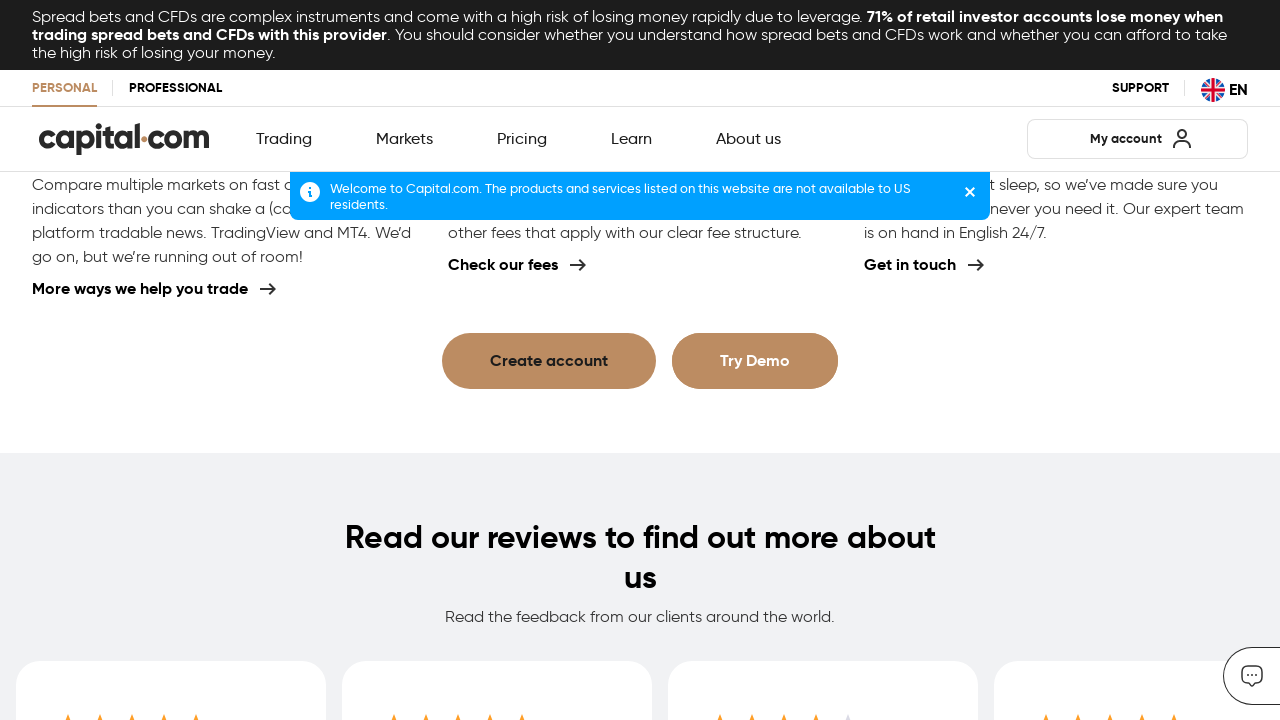 Spread bets and CFDs are complex instruments and come with a high risk of losing money rapidly due to leverage. 71% of retail investor accounts lose money when
trading spread bets and CFDs with this provider. You should consider whether you understand how spread bets and CFDs work and whether you can afford to take
the high risk of losing your money.
PERSONAL PROFESSIONAL SUPPORT EN
capital.com Trading Markets Pricing Learn About us My account
Welcome to Capital.com. The products and services listed on this website are not available to US
residents.
Compare multiple markets on fast
indicators than you can shake a
platform tradable news. TradingView and MT4. We’d
go on, but we’re running out of room!
More ways we help you trade
other fees that apply with our clear fee structure.
Check our fees
sleep, so we’ve made sure you
you need it. Our expert team
is on hand in English 24/7.
Get in touch
Create account Try Demo
Read our reviews to find out more about
us
Read the feedback from our clients around the world.